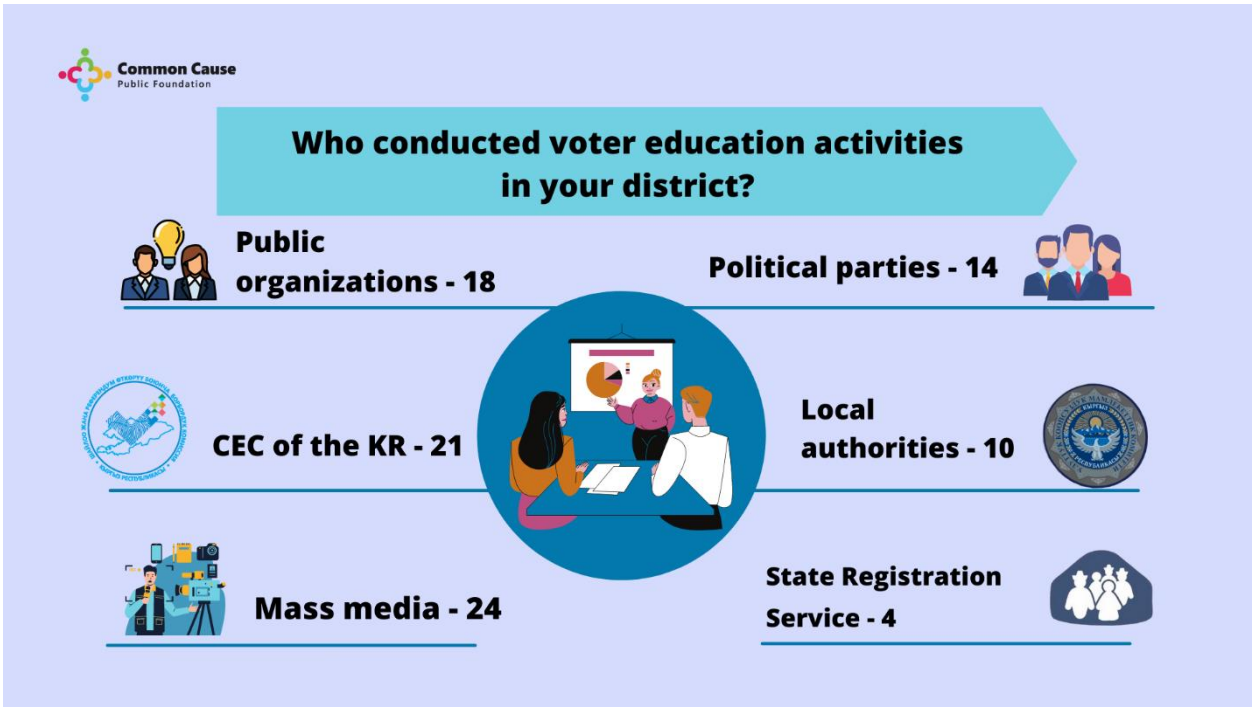 Common Cause
Public Foundation
Who conducted voter education activities
in your district?
Public
organizations - 18
Political parties - 14
CEC of the KR - 21
Local
authorities - 10
Mass media - 24
State Registration
Service - 4